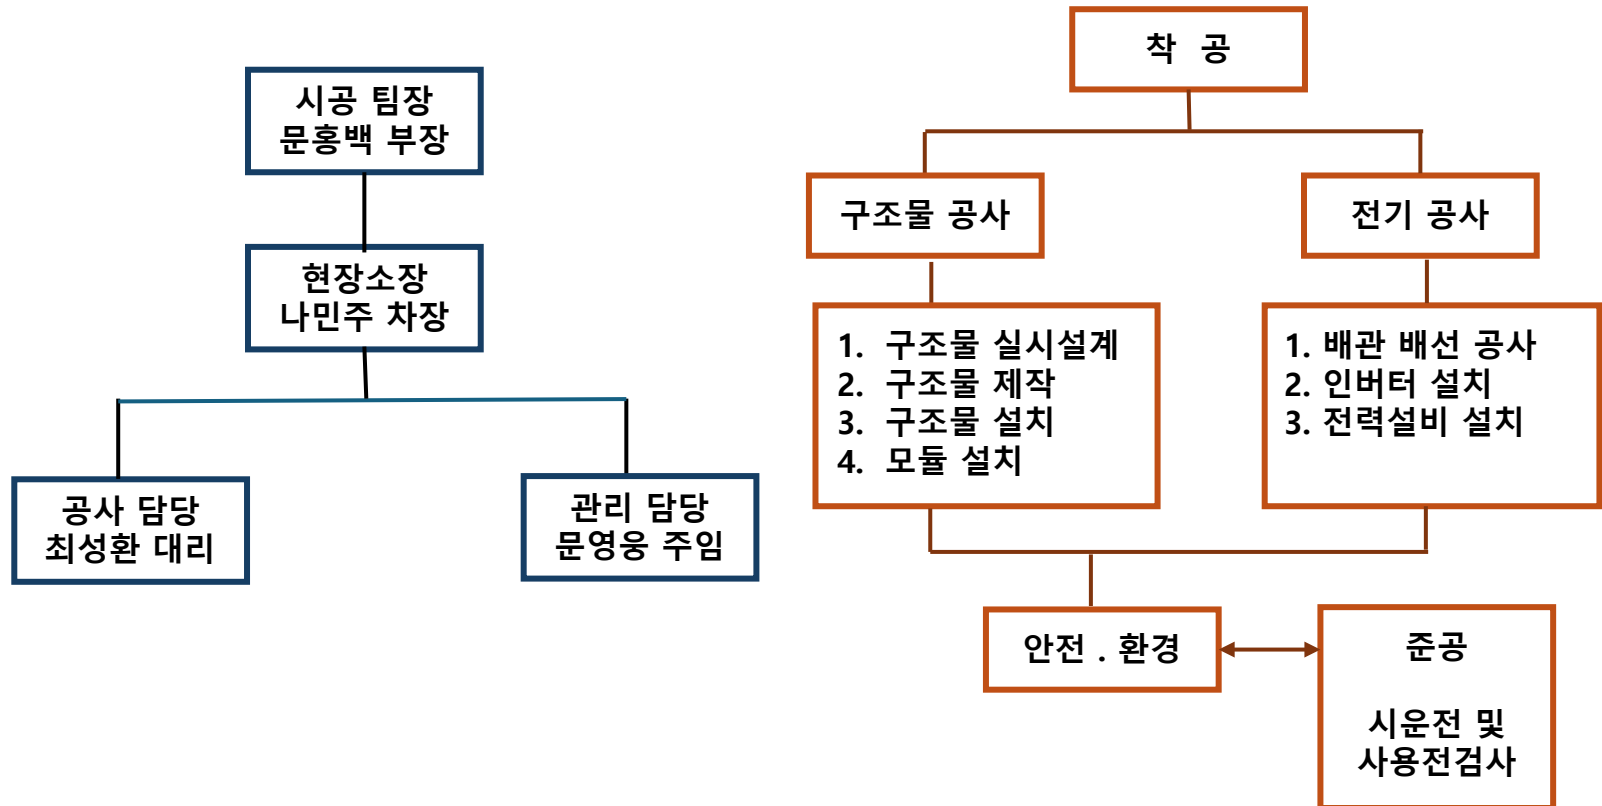 시공 팀장
문홍백 부장
현장소장
나민주 차장
공사 담당
최성환 대리
관리 담당
문영웅 주임
착 공
구조물 공사
전기 공사
1. 구조물 실시설계
2. 구조물 제작
3. 구조물 설치
4. 모듈 설치
1. 배관 배선 공사
2. 인버터 설치
3. 전력설비 설치
안전 . 환경
준공
시운전 및
사용전검사